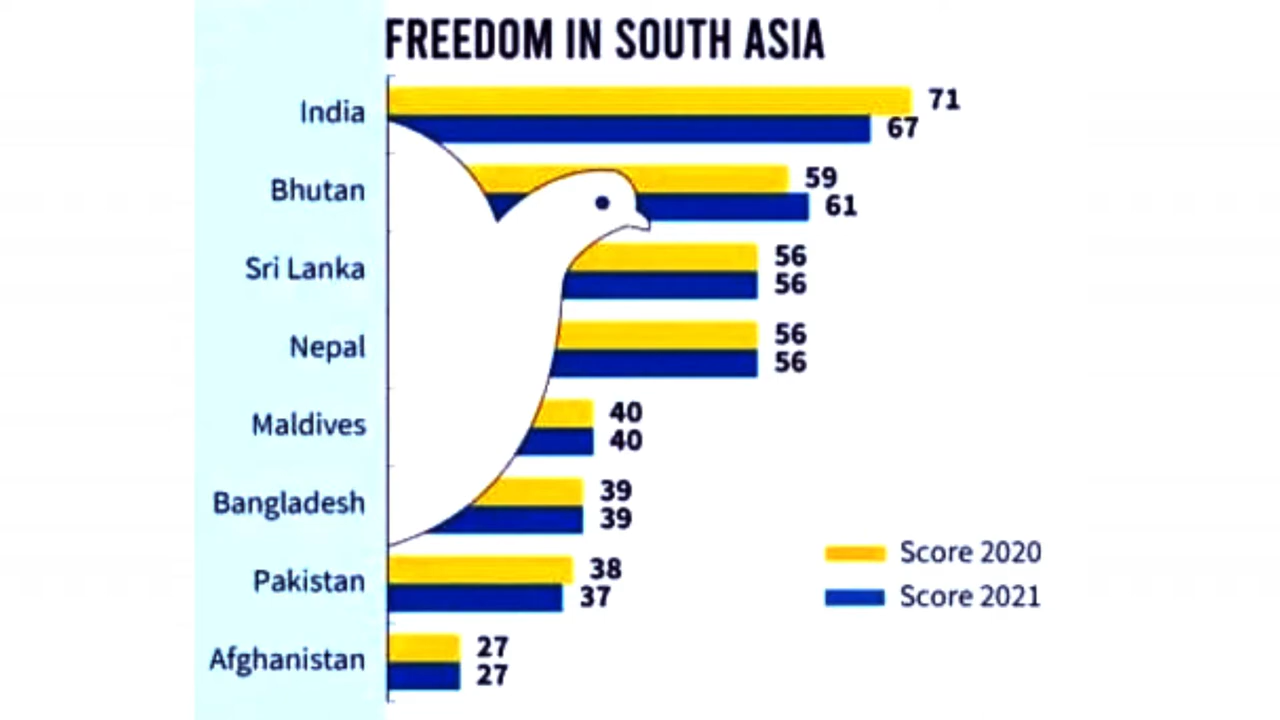 FREEDOM IN SOUTH ASIA
India
71
67
Bhutan
59
61
Sri Lanka
56
56
Nepal
56
56
Maldives
40
40
Bangladesh
39
39
Pakistan
38
37
Afghanistan
27
27
Score 2020
Score 2021